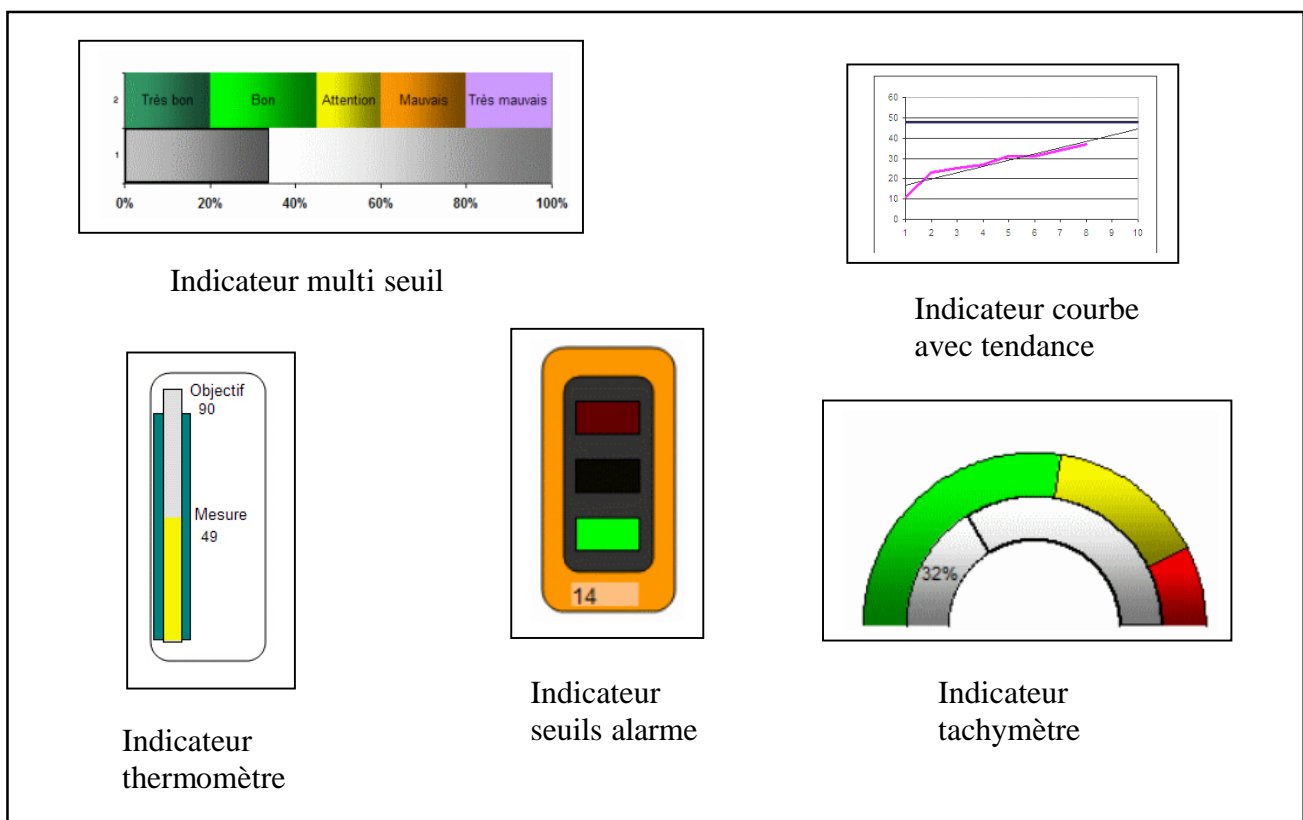 2
Très bon Bon Attention Mauvais Très mauvais
1
0% 20% 40% 60% 80% 100%
Indicateur multi seuil
60
50
40
30
20
10
0
1 2 3 4 5 6 7 8 9 10
Indicateur courbe
avec tendance
Objectif
90
Mesure
49
Indicateur
thermomètre
14
Indicateur
seuils alarme
32%
Indicateur
tachymètre